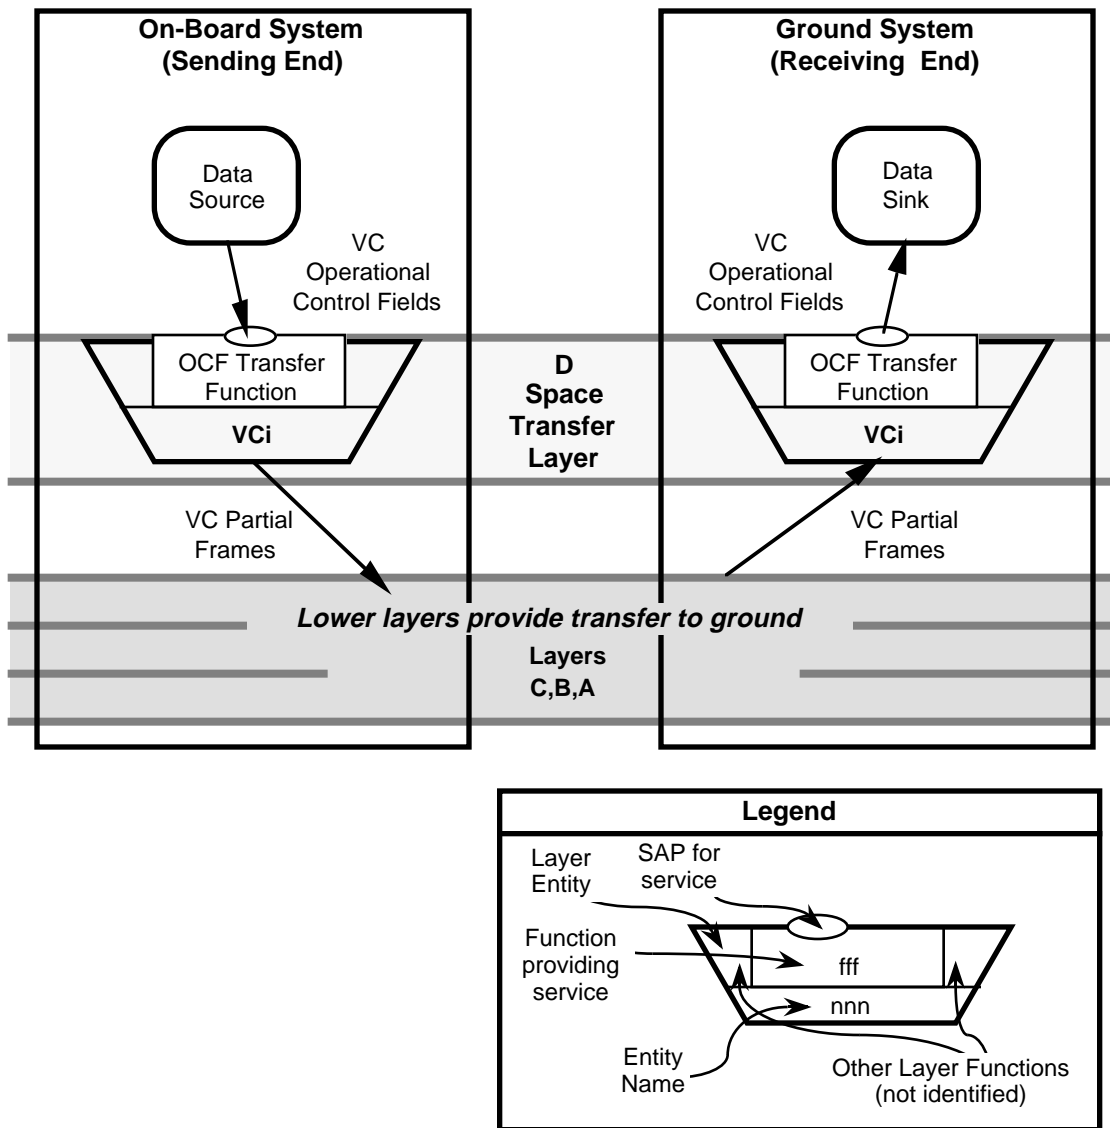 On-Board System
(Sending End)
Ground System
(Receiving End)
Data
Source
Data
Sink
VC
Operational
Control Fields
VC
Operational
Control Fields
OCF Transfer
Function
VCi
D
Space
Transfer
Layer
OCF Transfer
Function
VCi
VC Partial
Frames
VC Partial
Frames
Lower layers provide transfer to ground
Layers
C,B,A
Legend
Layer
Entity
SAP for
service
Function
providing
service
fff
nnn
Entity
Name
Other Layer Functions
(not identified)